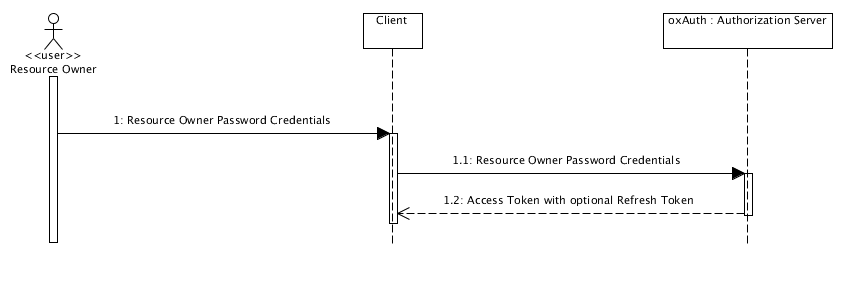 Client
oxAuth : Authorization Server
<<user>>
Resource Owner
1: Resource Owner Password Credentials
1.1: Resource Owner Password Credentials
1.2: Access Token with optional Refresh Token